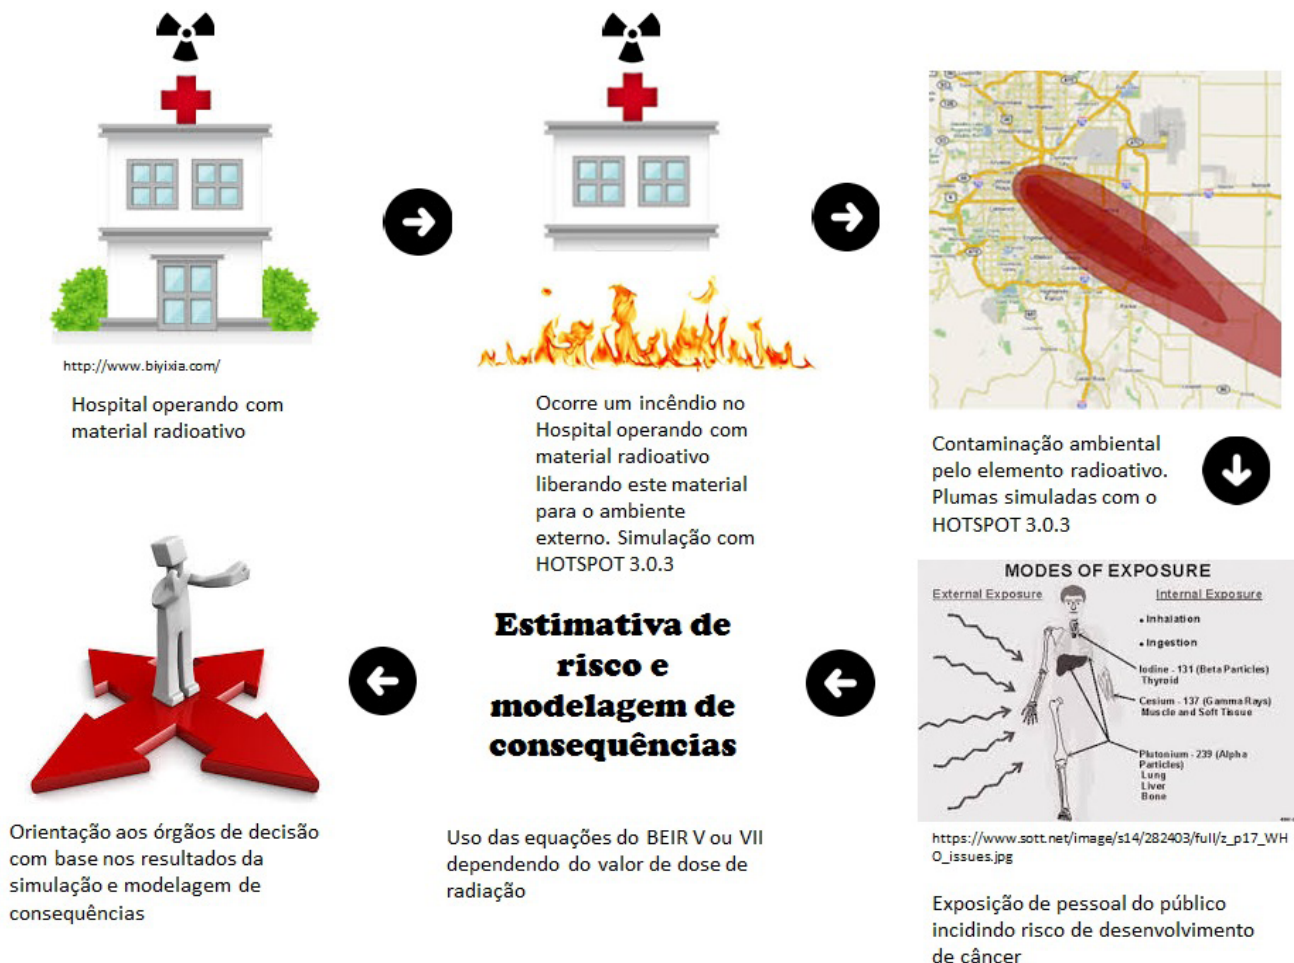 http://www.biyixia.com/
Hospital operando com
material radioativo
Ocorre um incêndio no
Hospital operando com
material radioativo
liberando este material
para o ambiente
externo. Simulação com
HOTSPOT 3.0.3
Contaminação ambiental
pelo elemento radioativo.
Plumas simuladas com o
HOTSPOT 3.0.3
MODES OF EXPOSURE
External Exposure
Internal Exposure
• Inhalation
• Ingestion
Iodine - 131 (Beta Particles)
Thyroid
Cesium - 137 (Gamma Rays)
Muscle and Soft Tissue
Plutonium - 239 (Alpha
Particles)
Lung
Liver
Bone
https://www.sott.net/image/s14/282403/full/z_p17_WH
O_issues.jpg
Exposição de pessoal do público
incidindo risco de desenvolvimento
de câncer
Estimativa de
risco e
modelagem de
consequências
Uso das equações do BEIR V ou VII
dependendo do valor de dose de
radiação
Orientação aos órgãos de decisão
com base nos resultados da
simulação e modelagem de
consequências